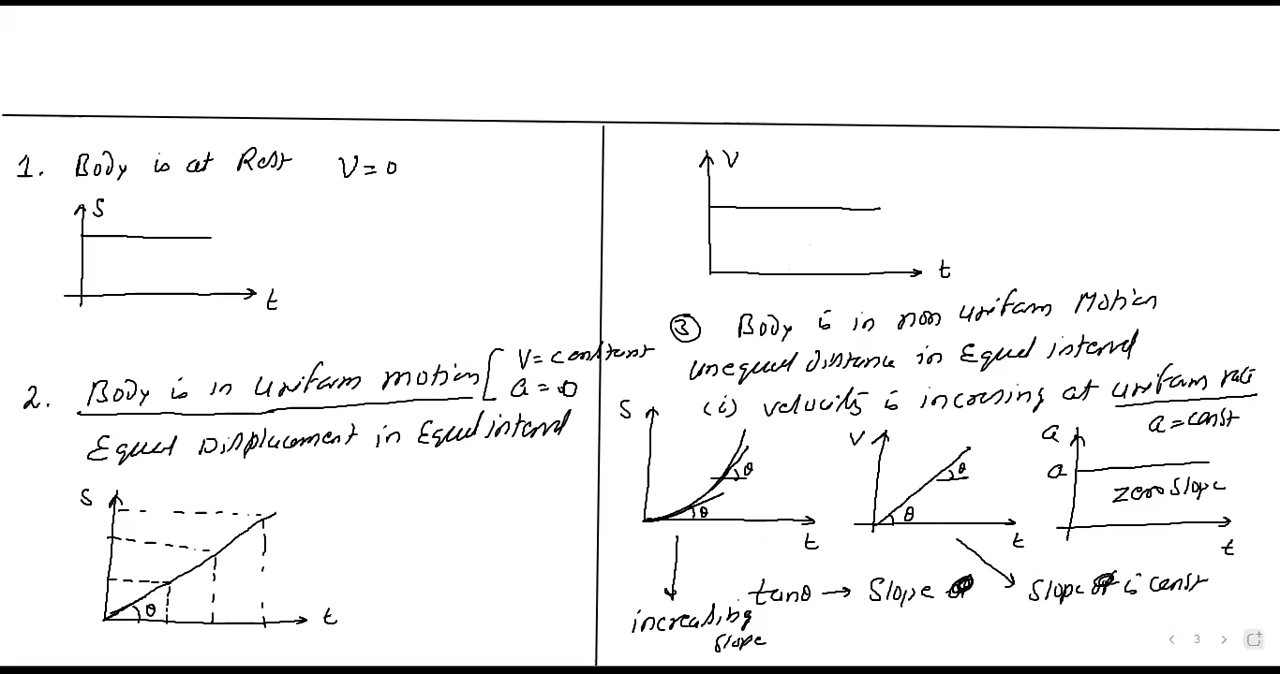 1. Body is at Rest V = 0
S
t
2. Body is in uniform motion [ V = constant
a = 0
Equal Displacement in Equal interval
S
θ
t
V
t
③ Body is in non uniform Motion
unequal distance in Equal interval
(i) velocity is increasing at uniform rate
a = const
S
θ
θ
t
increasing
slope
V
θ
θ
t
tanθ → Slope
a
a
zero slope
t
Slope is const
3